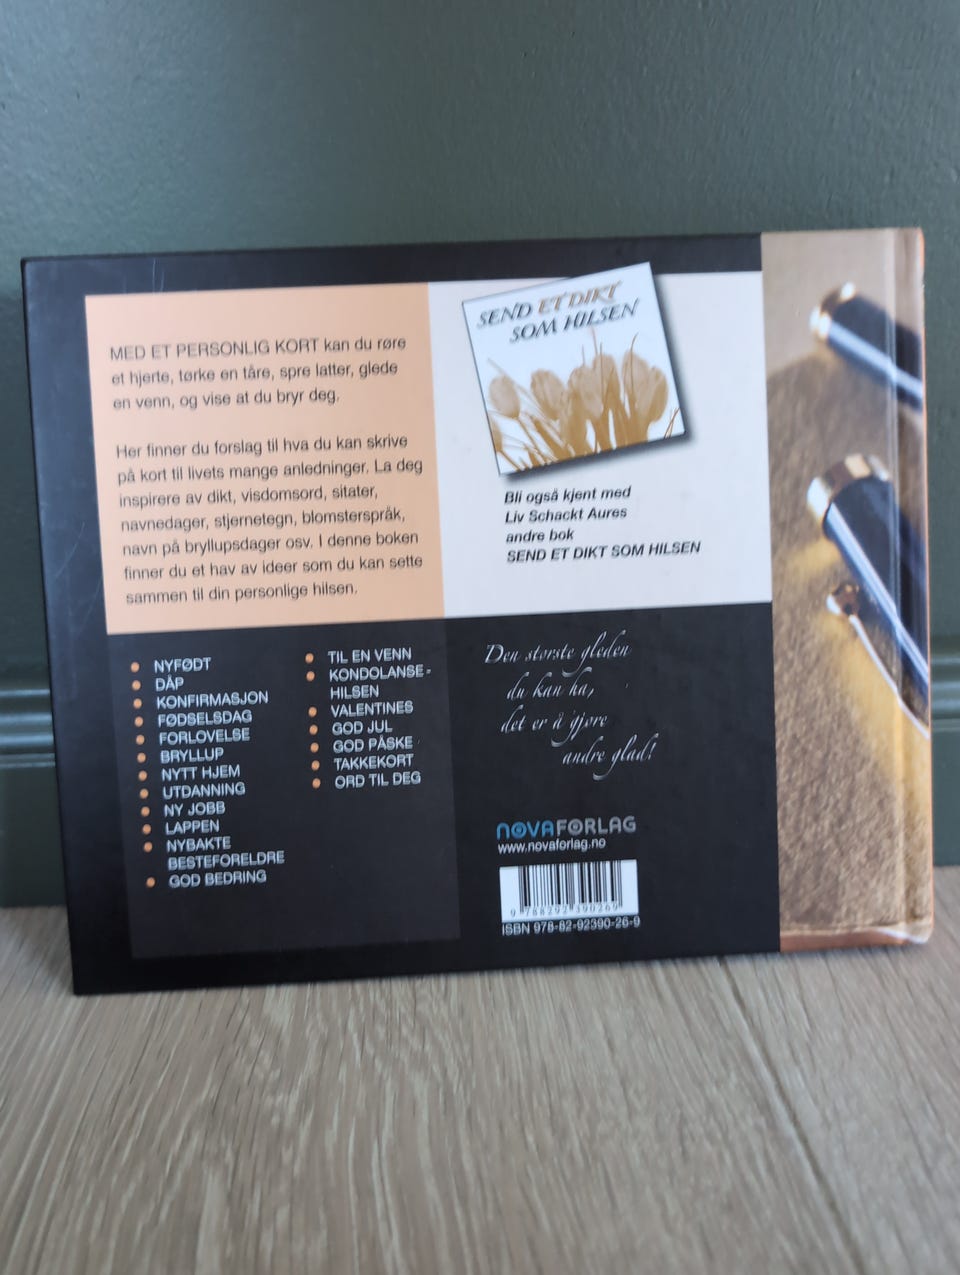 MED ET PERSONLIG KORT kan du røre
et hjerte, tørke en tåre, spre latter, glede
en venn, og vise at du bryr deg.
Her finner du forslag til hva du kan skrive
på kort til livets mange anledninger. La deg
inspirere av dikt, visdomsord, sitater,
navnedager, stjernetegn, blomsterspråk,
navn på bryllupsdager osv. I denne boken
finner du et hav av ideer som du kan sette
sammen til din personlige hilsen.
SEND ET DIKT
SOM HILSEN
Bli også kjent med
Liv Schackt Aures
andre bok
SEND ET DIKT SOM HILSEN
NYFØDT
DÅP
KONFIRMASJON
FØDSELSDAG
FORLOVELSE
BRYLLUP
NYTT HJEM
UTDANNING
NY JOBB
LAPPEN
NYBAKTE
BESTEFORELDRE
GOD BEDRING
TIL EN VENN
KONDOLANSE-
HILSEN
VALENTINES
GOD JUL
GOD PÅSKE
TAKKEKORT
ORD TIL DEG
Den største gleden
du kan ha,
det er å gjøre
andre glad!
NOVAFORLAG
www.novaforlag.no
9 788292 390269
ISBN 978-82-92390-26-9